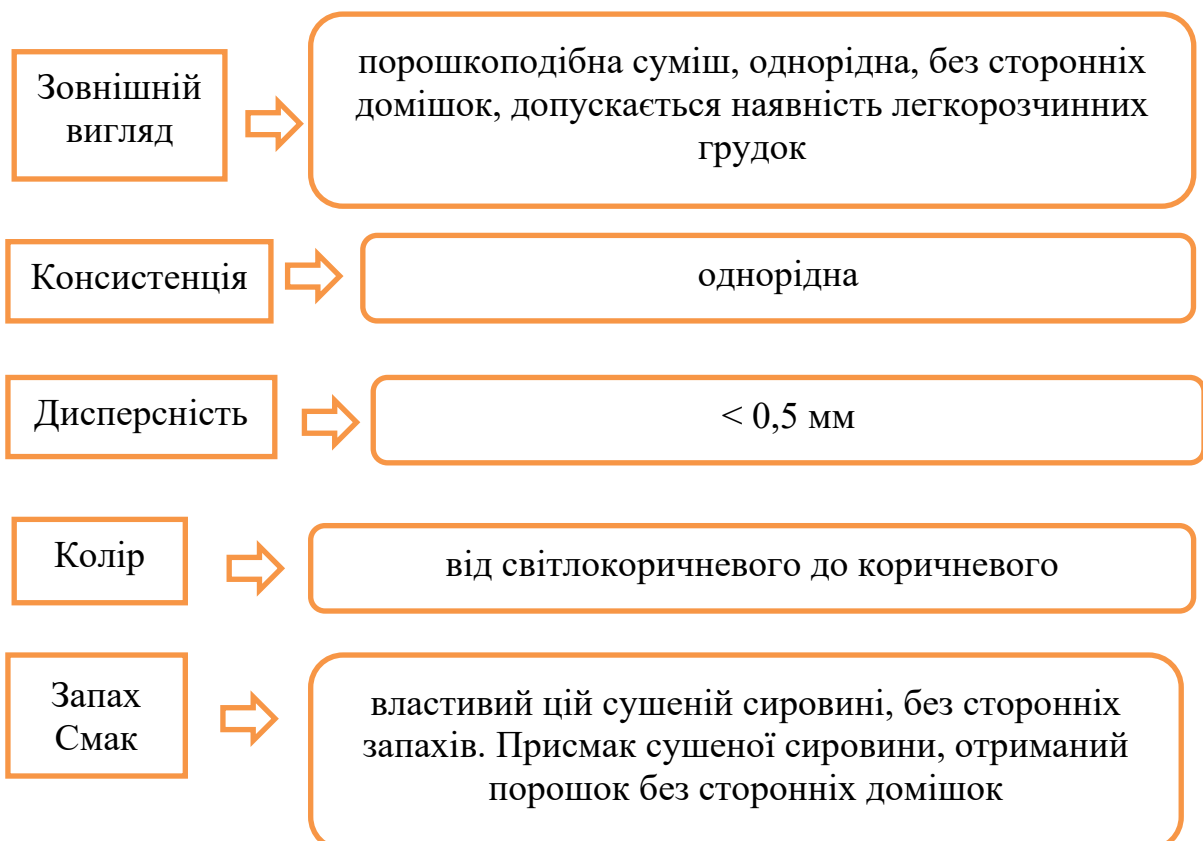 Зовнішній
вигляд
порошкоподібна суміш, однорідна, без сторонніх
домішок, допускається наявність легкорозчинних
грудок
Консистенція
однорідна
Дисперсність
< 0,5 мм
Колір
від світлокоричневого до коричневого
Запах
Смак
властивий цій сушеній сировині, без сторонніх
запахів. Присмак сушеної сировини, отриманий
порошок без сторонніх домішок